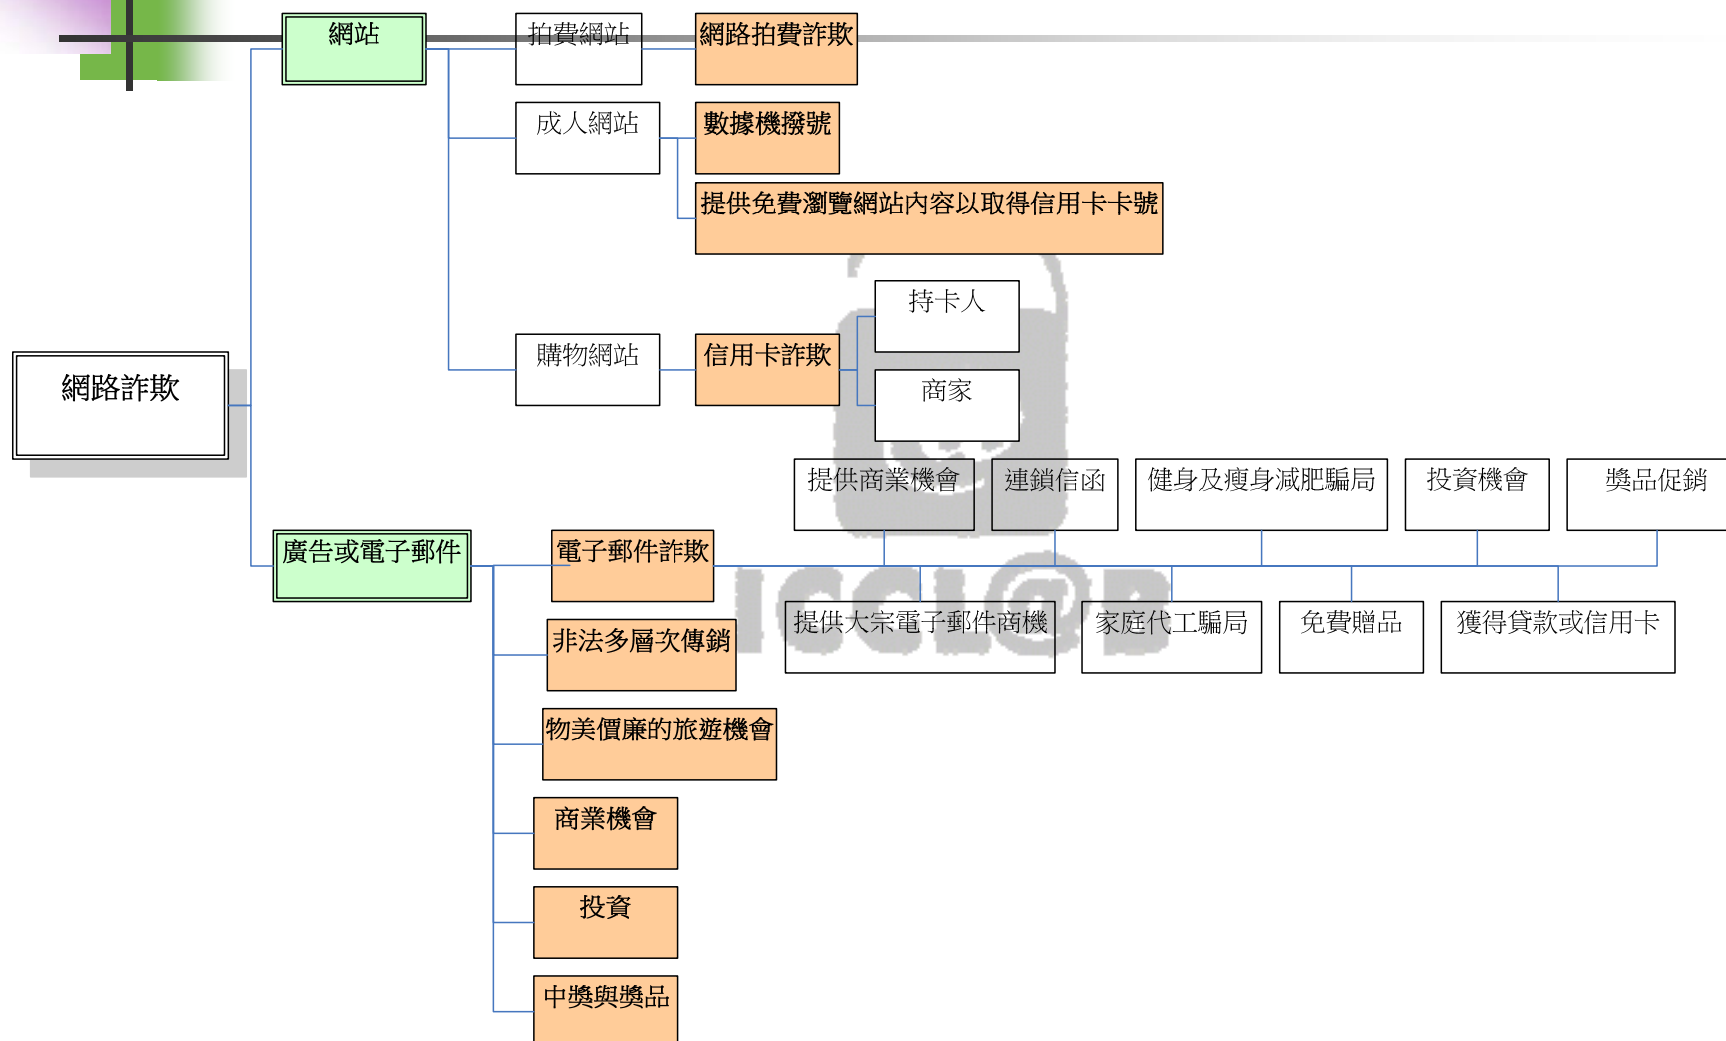 網站
拍費網站
網路拍費詐欺
成人網站
數據機撥號
提供免費瀏覽網站內容以取得信用卡卡號
持卡人
購物網站
信用卡詐欺
商家
網路詐欺
提供商業機會
連鎖信函
健身及瘦身減肥騙局
投資機會
獎品促銷
廣告或電子郵件
電子郵件詐欺
提供大宗電子郵件商機
家庭代工騙局
免費贈品
獲得貸款或信用卡
非法多層次傳銷
物美價廉的旅遊機會
商業機會
投資
中獎與獎品
ICCL@B